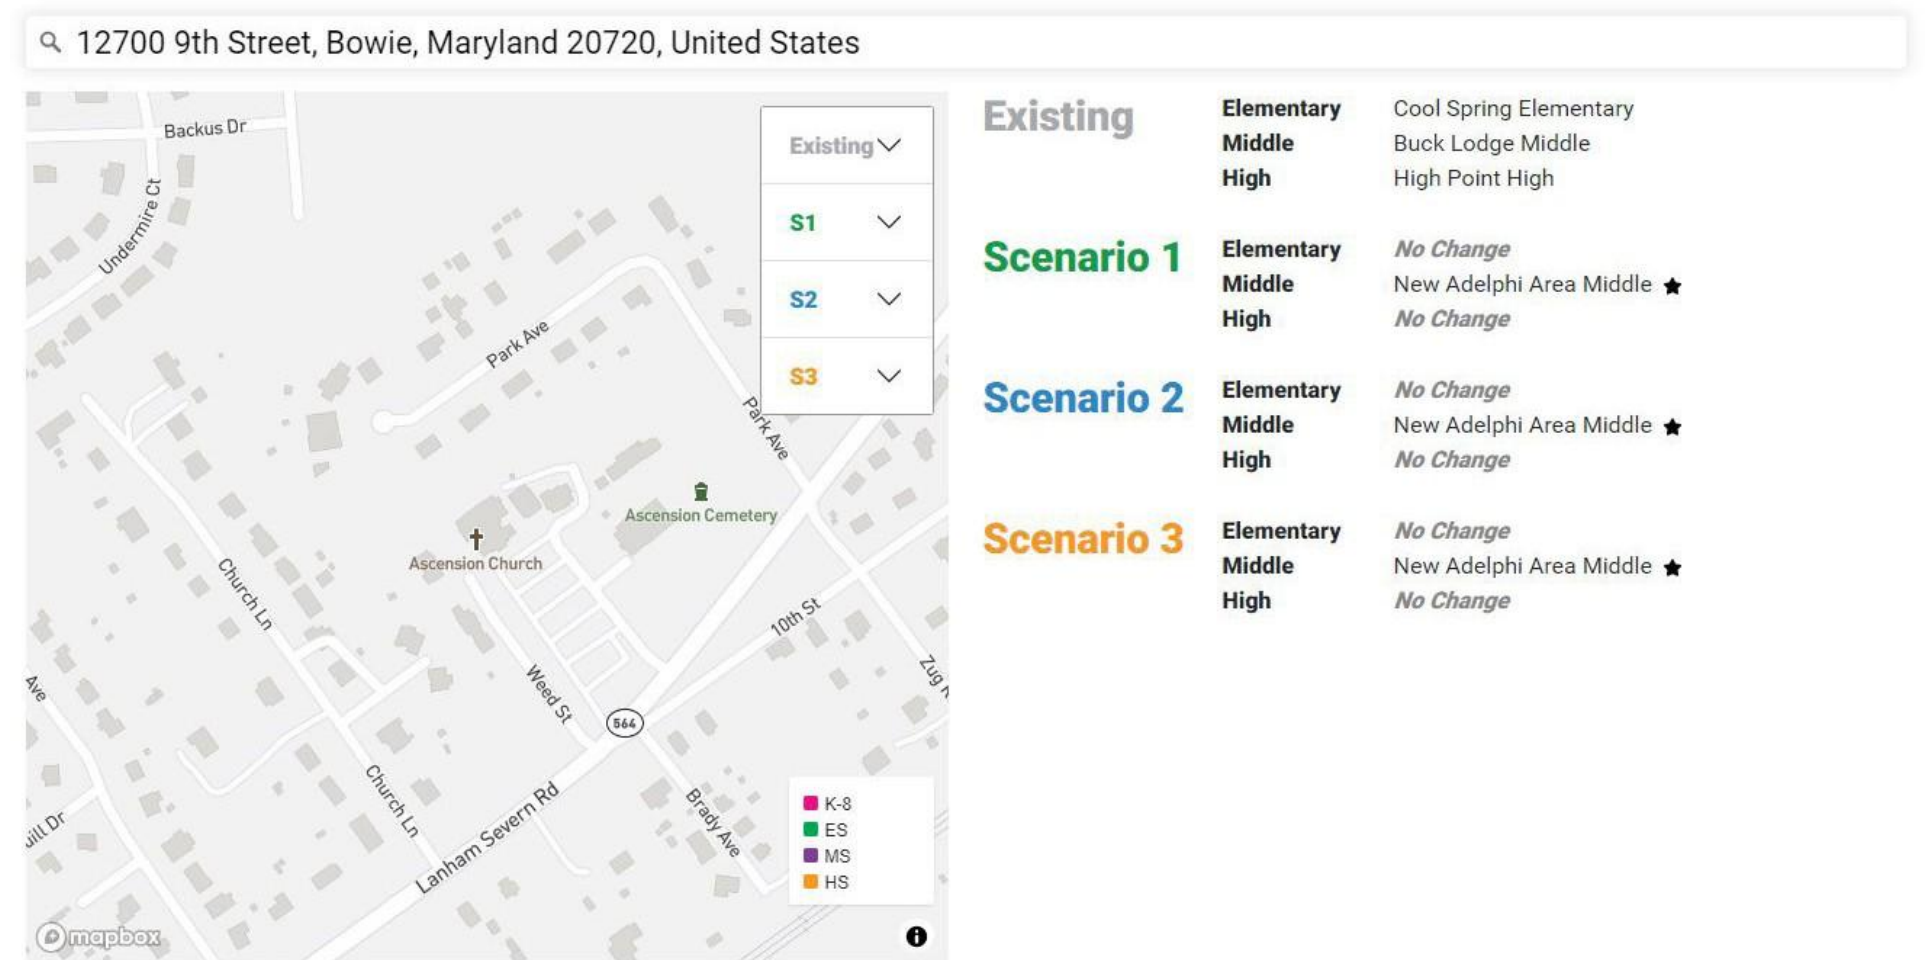 12700 9th Street, Bowie, Maryland 20720, United States
Backus Dr
Undermire Ct
Park Ave
Park Ave
Ascension Cemetery
Ascension Church
Church Ln
10th St
Weed St
Zug
Ave
564
Church Ln
Lanham Severn Rd
Brady Ave
uill Dr
Existing
S1
S2
S3
K-8
ES
MS
HS
mapbox
Existing
Elementary Cool Spring Elementary
Middle Buck Lodge Middle
High High Point High
Scenario 1
Elementary No Change
Middle New Adelphi Area Middle ★
High No Change
Scenario 2
Elementary No Change
Middle New Adelphi Area Middle ★
High No Change
Scenario 3
Elementary No Change
Middle New Adelphi Area Middle ★
High No Change